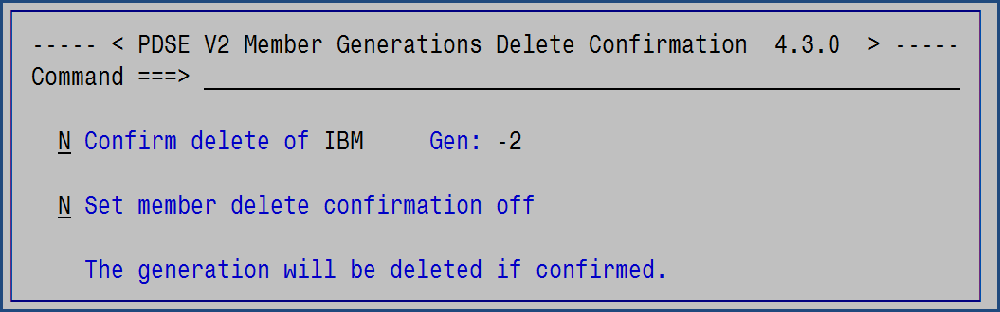 ----- < PDSE V2 Member Generations Delete Confirmation  4.3.0  > -----
Command ===>
N Confirm delete of IBM     Gen: -2
N Set member delete confirmation off
The generation will be deleted if confirmed.